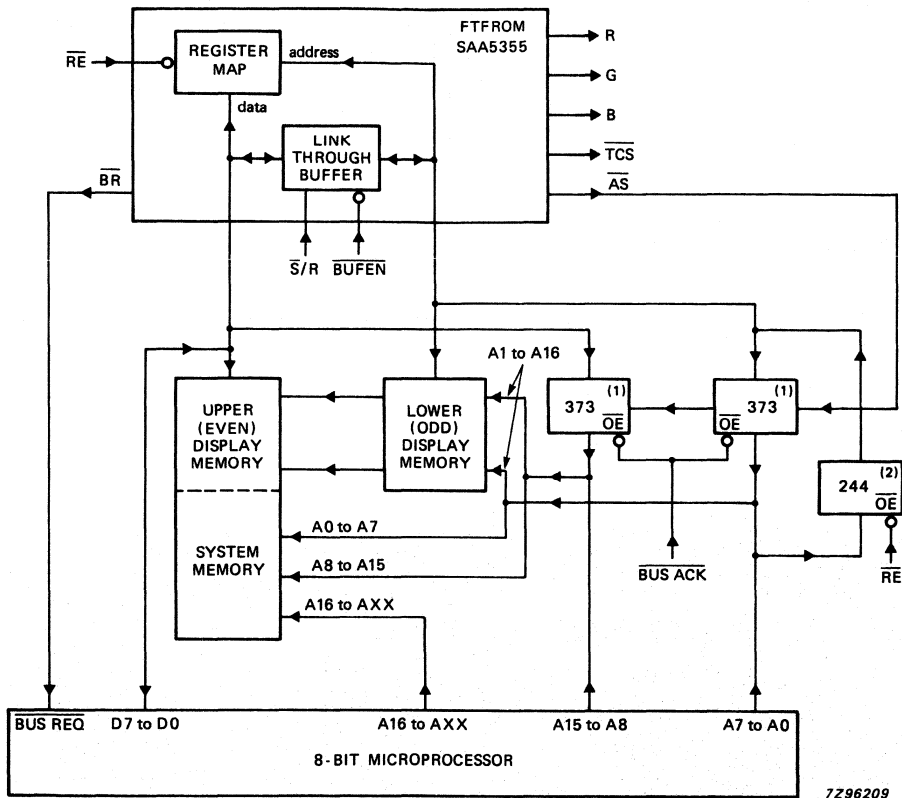 FTFROM
SAA5355
REGISTER
MAP
address
data
RE
LINK
THROUGH
BUFFER
BR
S/R
BUFEN
R
G
B
TCS
AS
A1 to A16
UPPER
(EVEN)
DISPLAY
MEMORY
SYSTEM
MEMORY
LOWER
(ODD)
DISPLAY
MEMORY
373
(1)
OE
373
(1)
OE
244
(2)
OE
RE
BUS ACK
A0 to A7
A8 to A15
A16 to AXX
BUS REQ
D7 to D0
A16 to AXX
A15 to A8
A7 to A0
8-BIT MICROPROCESSOR
7Z96209